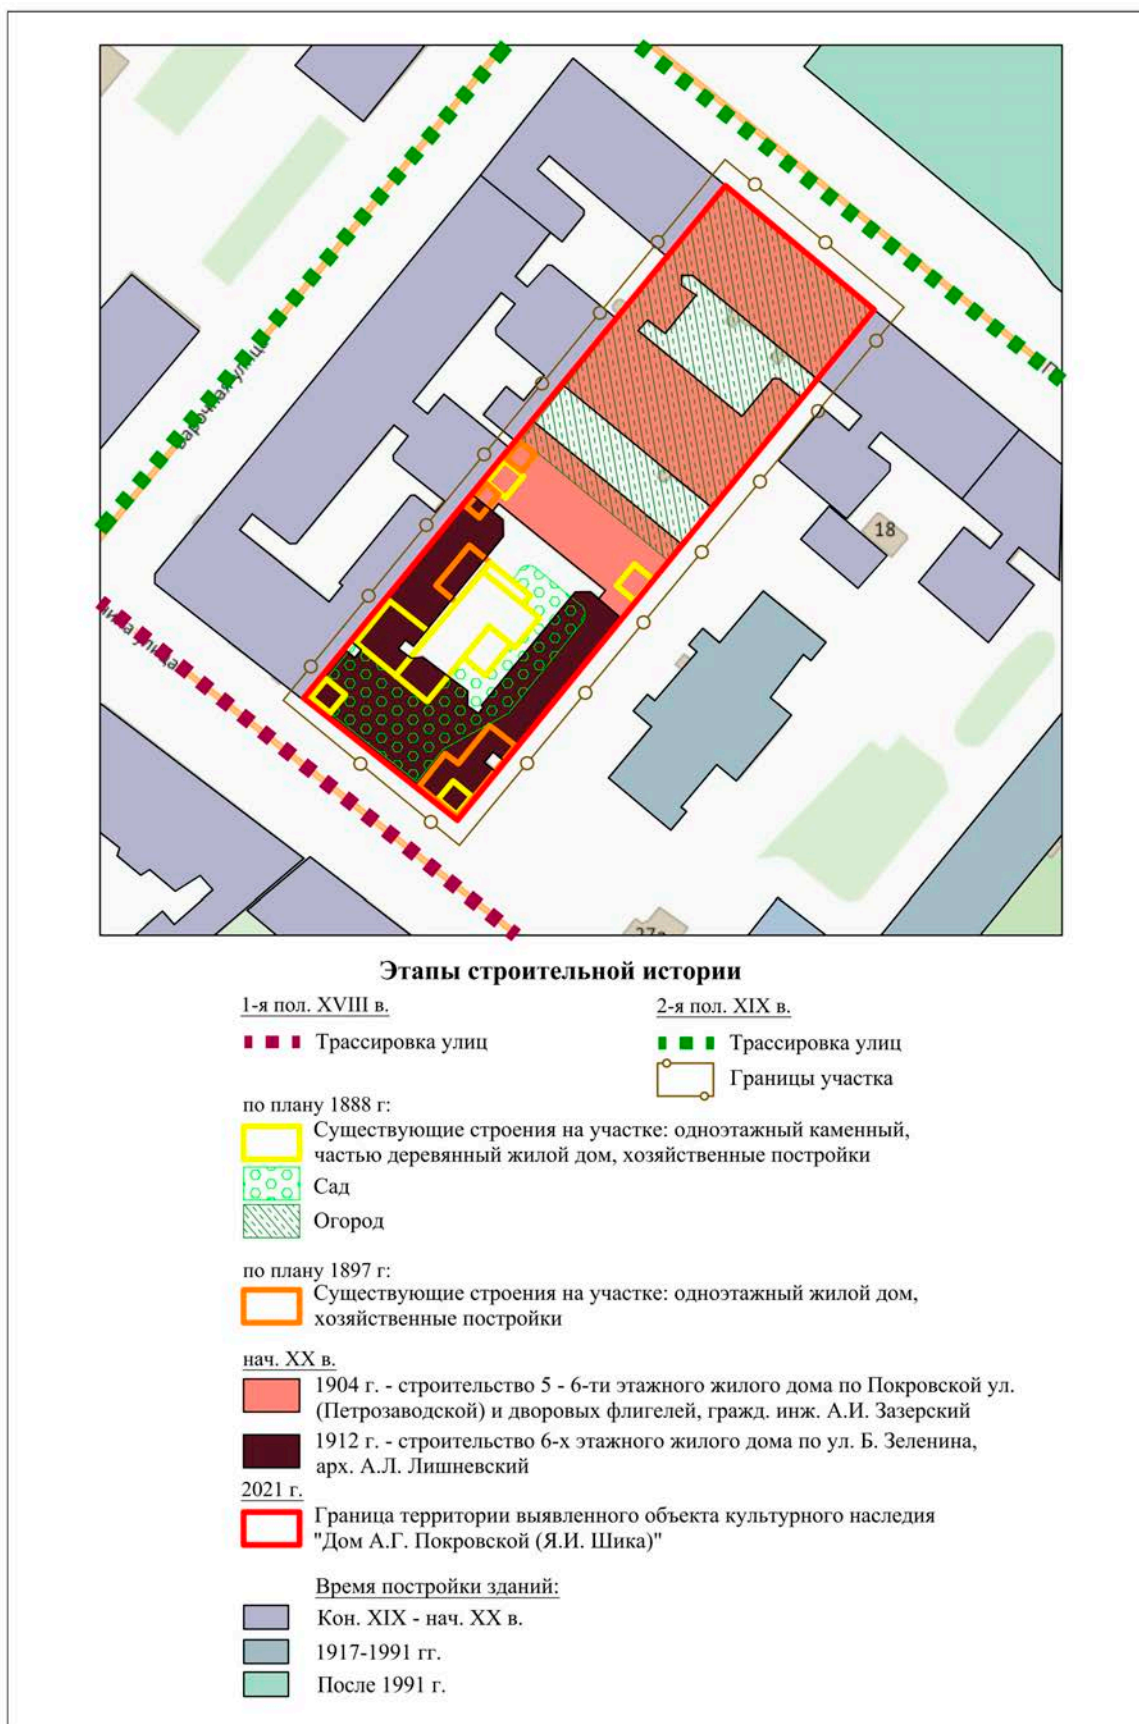 Барочная улица
нина улица
П
18
27а
Этапы строительной истории
1-я пол. XVIII в.
Трассировка улиц
2-я пол. XIX в.
Трассировка улиц
Границы участка
по плану 1888 г:
Существующие строения на участке: одноэтажный каменный,
частью деревянный жилой дом, хозяйственные постройки
Сад
Огород
по плану 1897 г:
Существующие строения на участке: одноэтажный жилой дом,
хозяйственные постройки
нач. XX в.
1904 г. - строительство 5 - 6-ти этажного жилого дома по Покровской ул.
(Петрозаводской) и дворовых флигелей, гражд. инж. А.И. Зазерский
1912 г. - строительство 6-х этажного жилого дома по ул. Б. Зеленина,
арх. А.Л. Лишневский
2021 г.
Граница территории выявленного объекта культурного наследия
"Дом А.Г. Покровской (Я.И. Шика)"
Время постройки зданий:
Кон. XIX - нач. XX в.
1917-1991 гг.
После 1991 г.